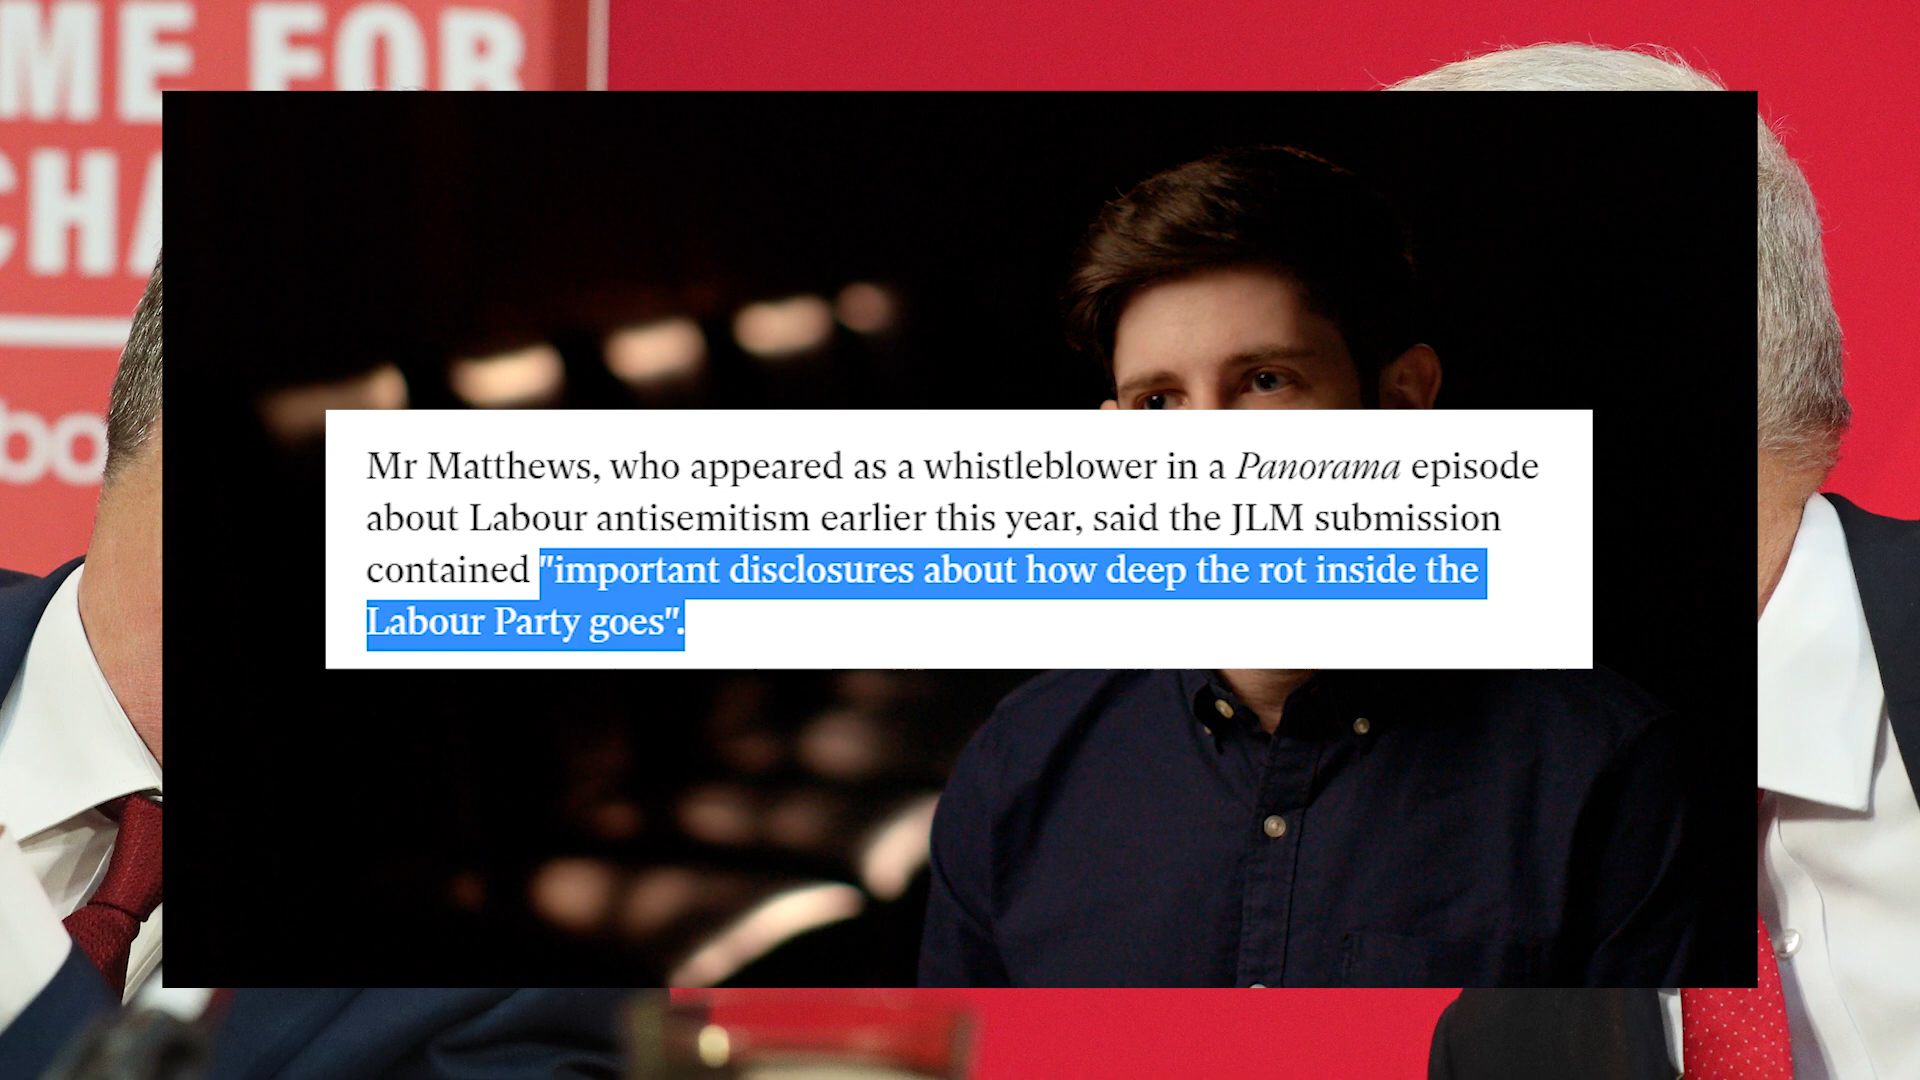 ME FOR
CHA
bo
Mr Matthews, who appeared as a whistleblower in a Panorama episode
about Labour antisemitism earlier this year, said the JLM submission
contained "important disclosures about how deep the rot inside the
Labour Party goes".